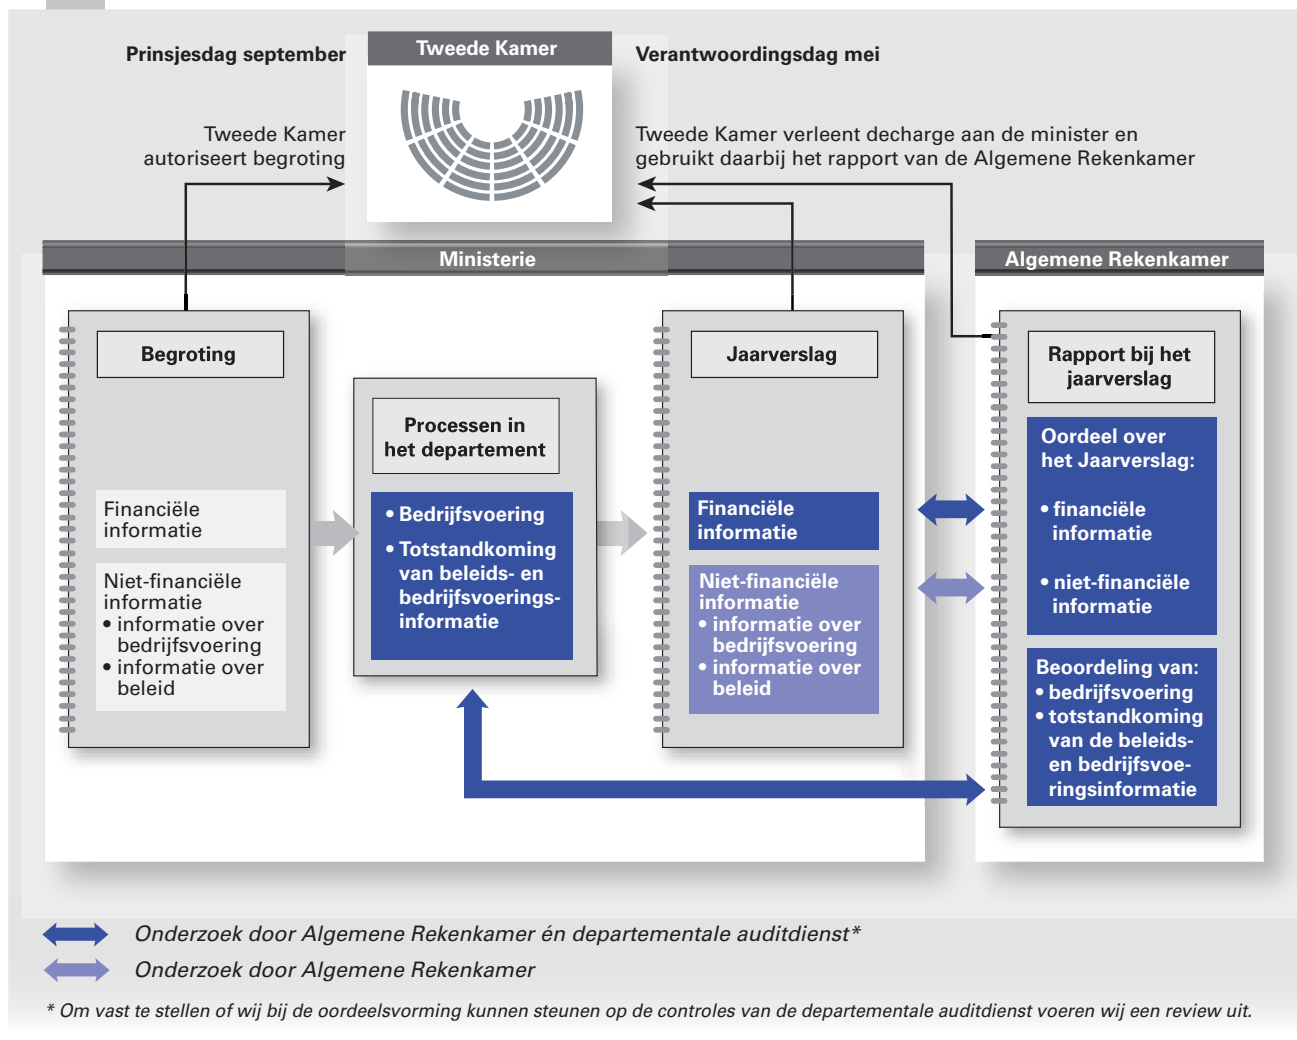 Prinsjesdag september
Tweede Kamer
Verantwoordingsdag mei
Tweede Kamer
autoriseert begroting
Tweede Kamer verleent decharge aan de minister en
gebruikt daarbij het rapport van de Algemene Rekenkamer
Ministerie
Algemene Rekenkamer
Begroting
Financiële
informatie
Niet-financiële
informatie
• informatie over
bedrijfsvoering
• informatie over
beleid
Processen in
het departement
• Bedrijfsvoering
• Totstandkoming
van beleids- en
bedrijfsvoerings-
informatie
Jaarverslag
Financiële
informatie
Niet-financiële
informatie
• informatie over
bedrijfsvoering
• informatie over
beleid
Rapport bij het
jaarverslag
Oordeel over
het Jaarverslag:
• financiële
informatie
• niet-financiële
informatie
Beoordeling van:
• bedrijfsvoering
• totstandkoming
van de beleids-
en bedrijfsvoe-
ringsinformatie
Onderzoek door Algemene Rekenkamer én departementale auditdienst*
Onderzoek door Algemene Rekenkamer
* Om vast te stellen of wij bij de oordeelsvorming kunnen steunen op de controles van de departementale auditdienst voeren wij een review uit.